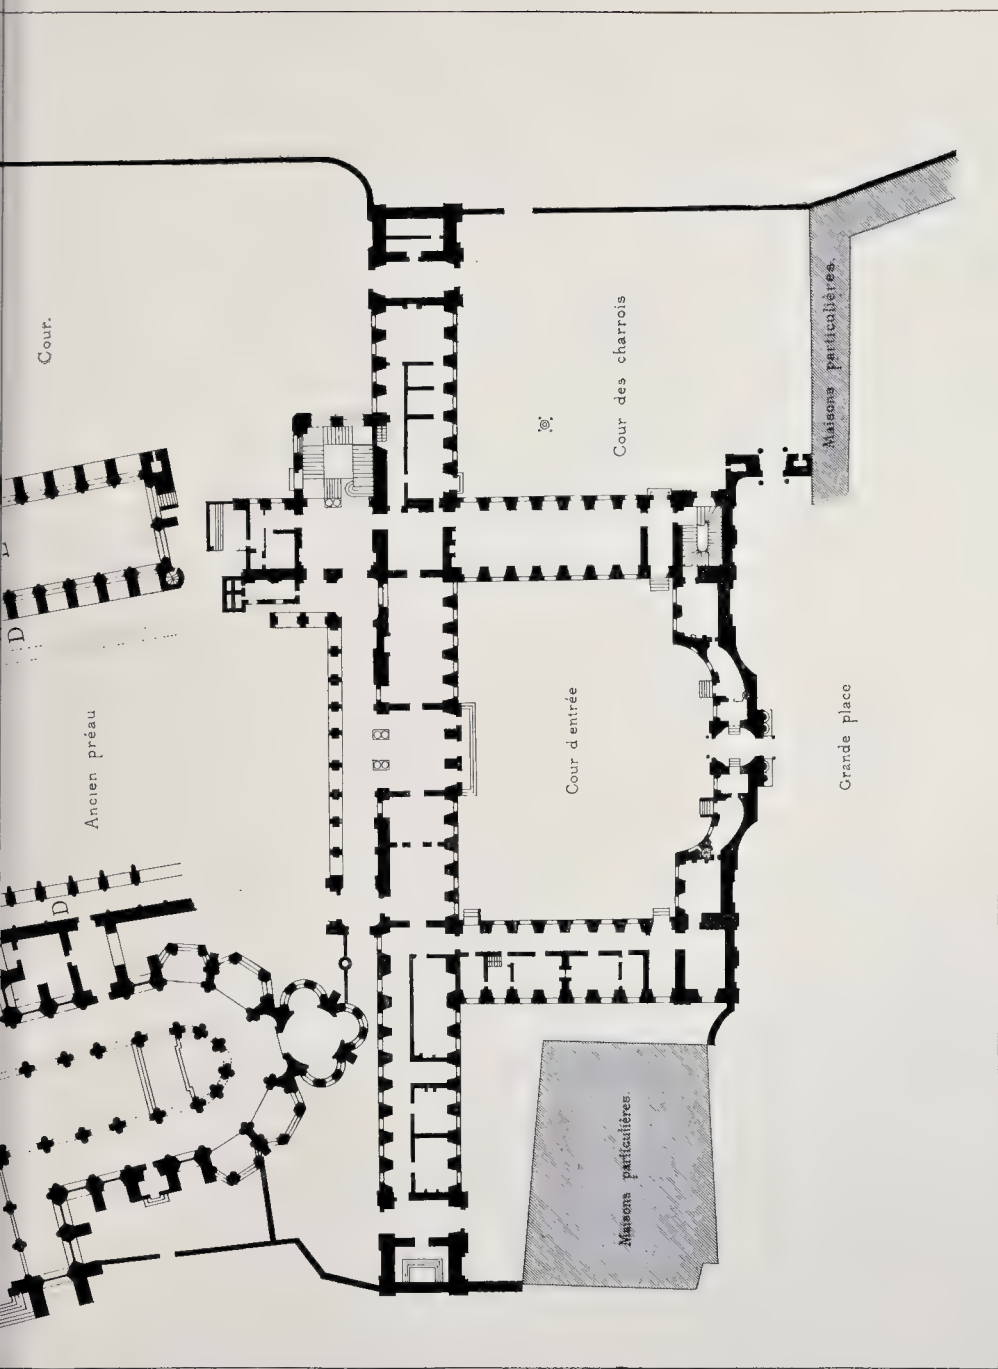 Cour.
Cour des charrois
Maisons particulières.
D
Ancien préau
Cour d entrée
Grande place
D
Maisons particulières.